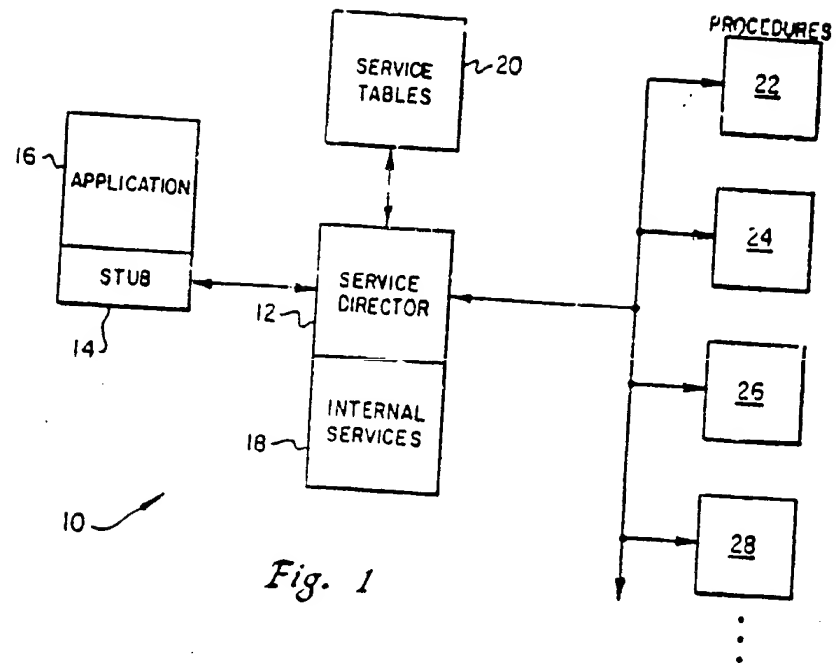 PROCEDURES
SERVICE
TABLES
20
22
16
APPLICATION
STUB
14
24
SERVICE
DIRECTOR
12
INTERNAL
SERVICES
18
26
10
28
Fig. 1